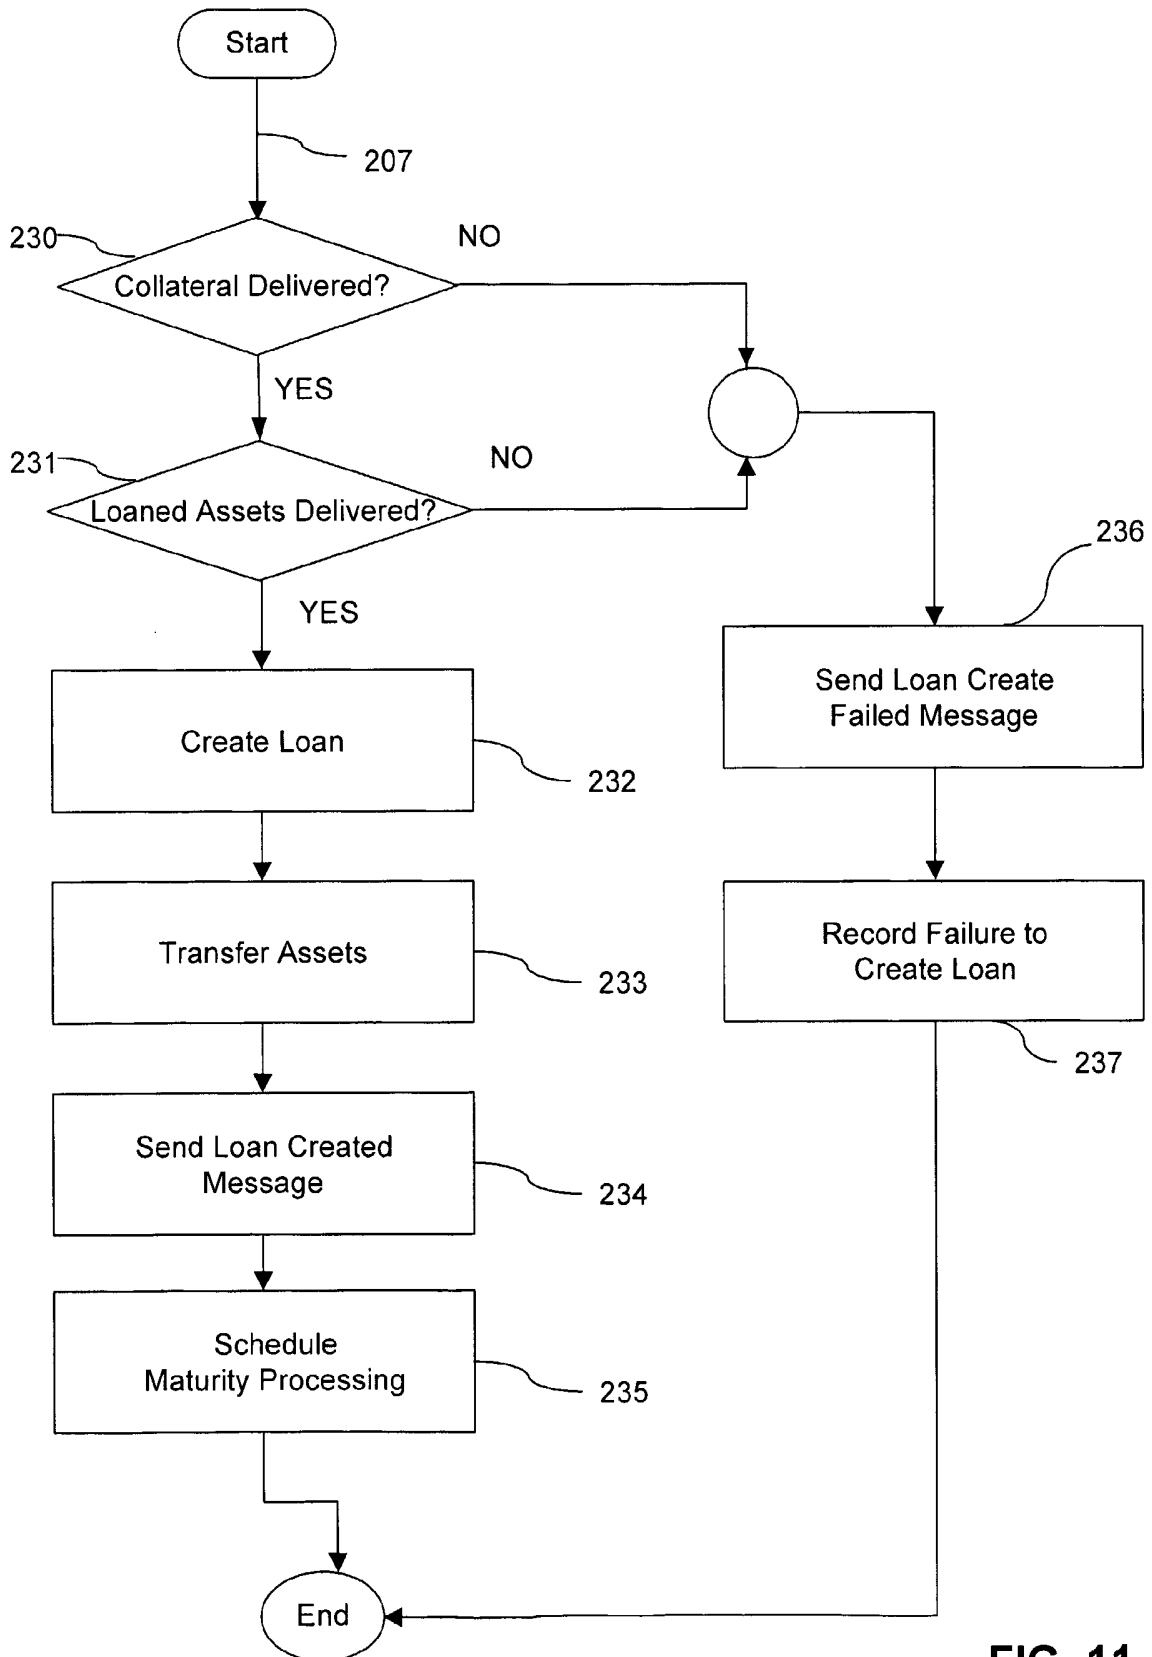 Start
207
230
NO
Collateral Delivered?
YES
231
NO
Loaned Assets Delivered?
YES
236
Send Loan Create
Failed Message
Create Loan
232
Record Failure to
Create Loan
Transfer Assets
233
237
Send Loan Created
Message
234
Schedule
Maturity Processing
235
End
FIG. 11